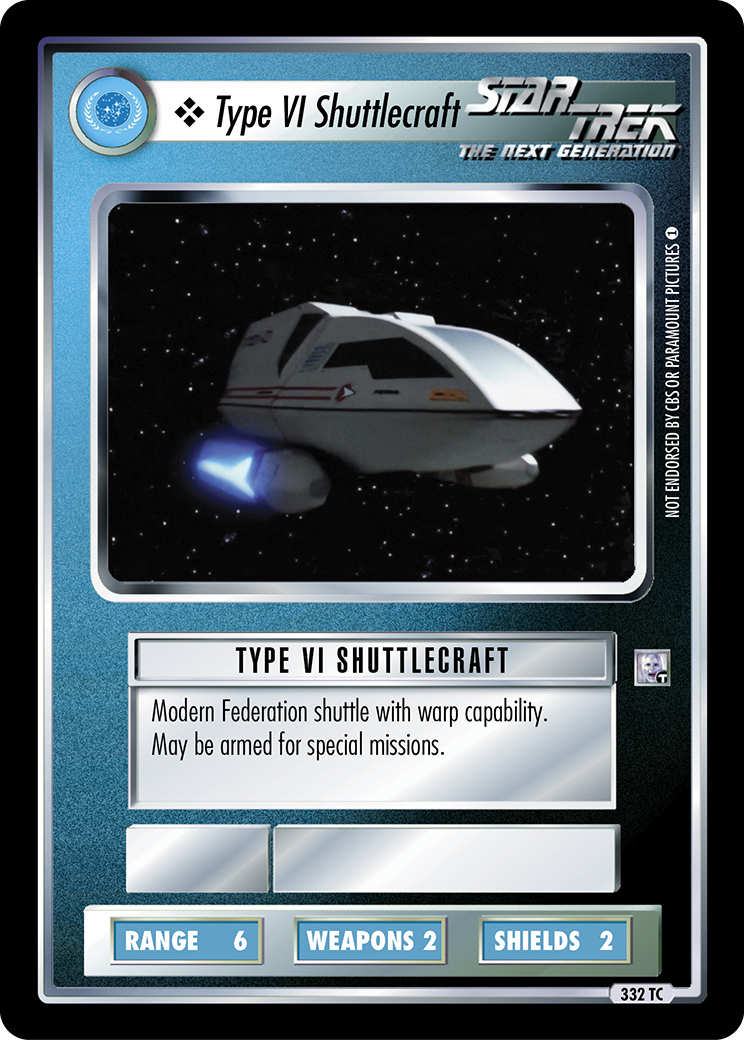 ❖ Type VI Shuttlecraft
STAR TREK
THE NEXT GENERATION
NOT ENDORSED BY CBS OR PARAMOUNT PICTURES 1
TYPE VI SHUTTLECRAFT
Modern Federation shuttle with warp capability.
May be armed for special missions.
RANGE 6 WEAPONS 2 SHIELDS 2
332 TC